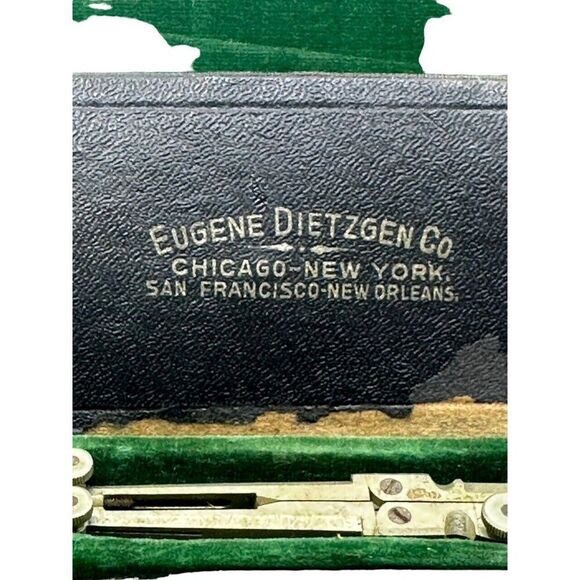 EUGENE DIETZGEN CO
CHICAGO-NEW YORK.
SAN FRANCISCO-NEW ORLEANS.